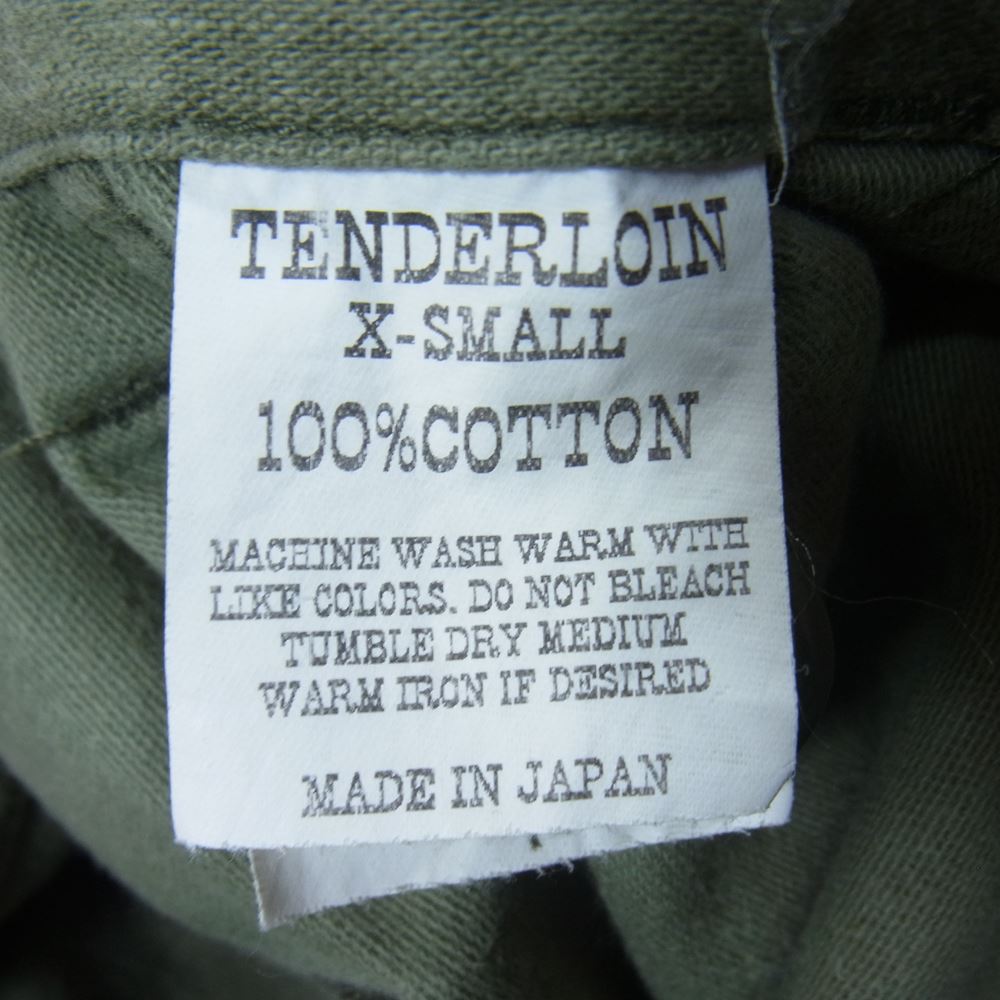 TENDERLOIN
X-SMALL
100%COTTON
MACHINE WASH WARM WITH
LIKE COLORS. DO NOT BLEACH
TUMBLE DRY MEDIUM
WARM IRON IF DESIRED
MADE IN JAPAN